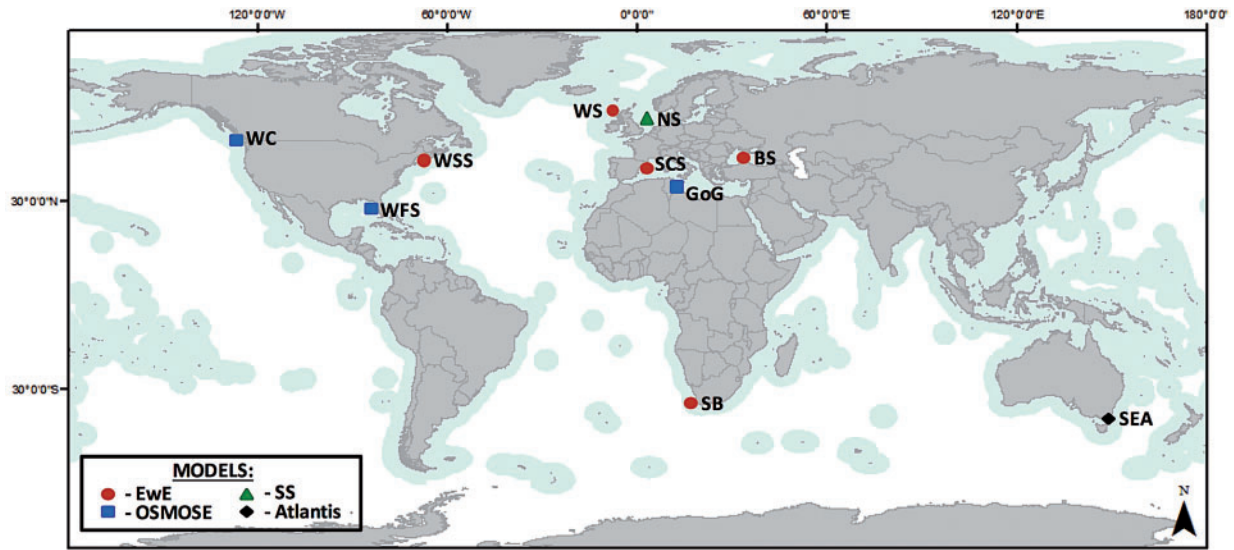 120°0'0"W 60°0'0"W 0°0'0" 60°0'0"E 120°0'0"E 180°0'0"
WS
NS
WC
WSS
SCS
BS
GoG
30°0'0"N
WFS
30°0'0"S
SB
SEA
MODELS:
- EwE - SS
- OSMOSE - Atlantis
N